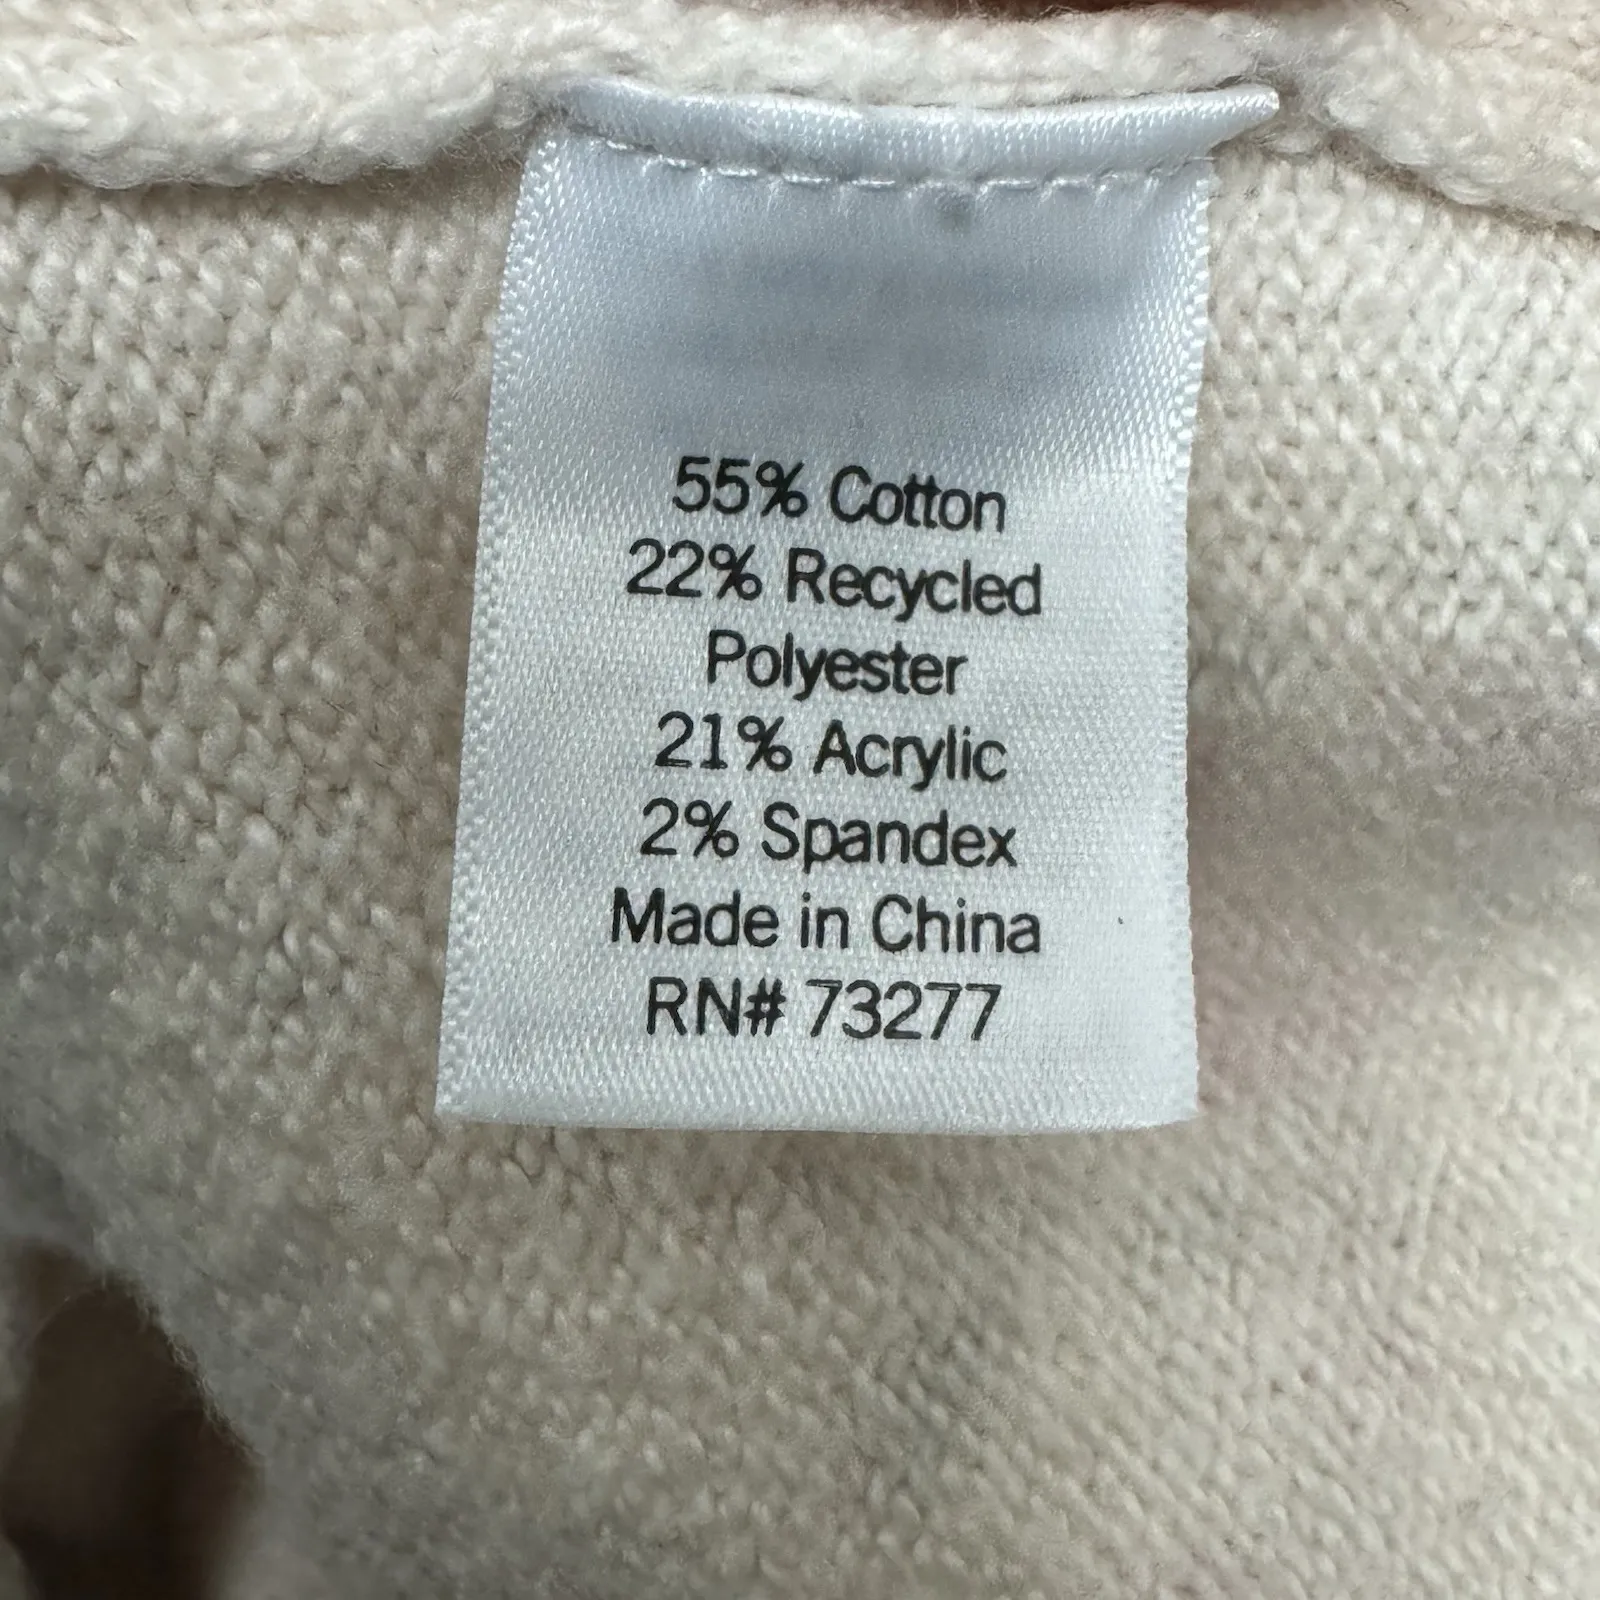 55% Cotton
22% Recycled
Polyester
21% Acrylic
2% Spandex
Made in China
RN# 73277